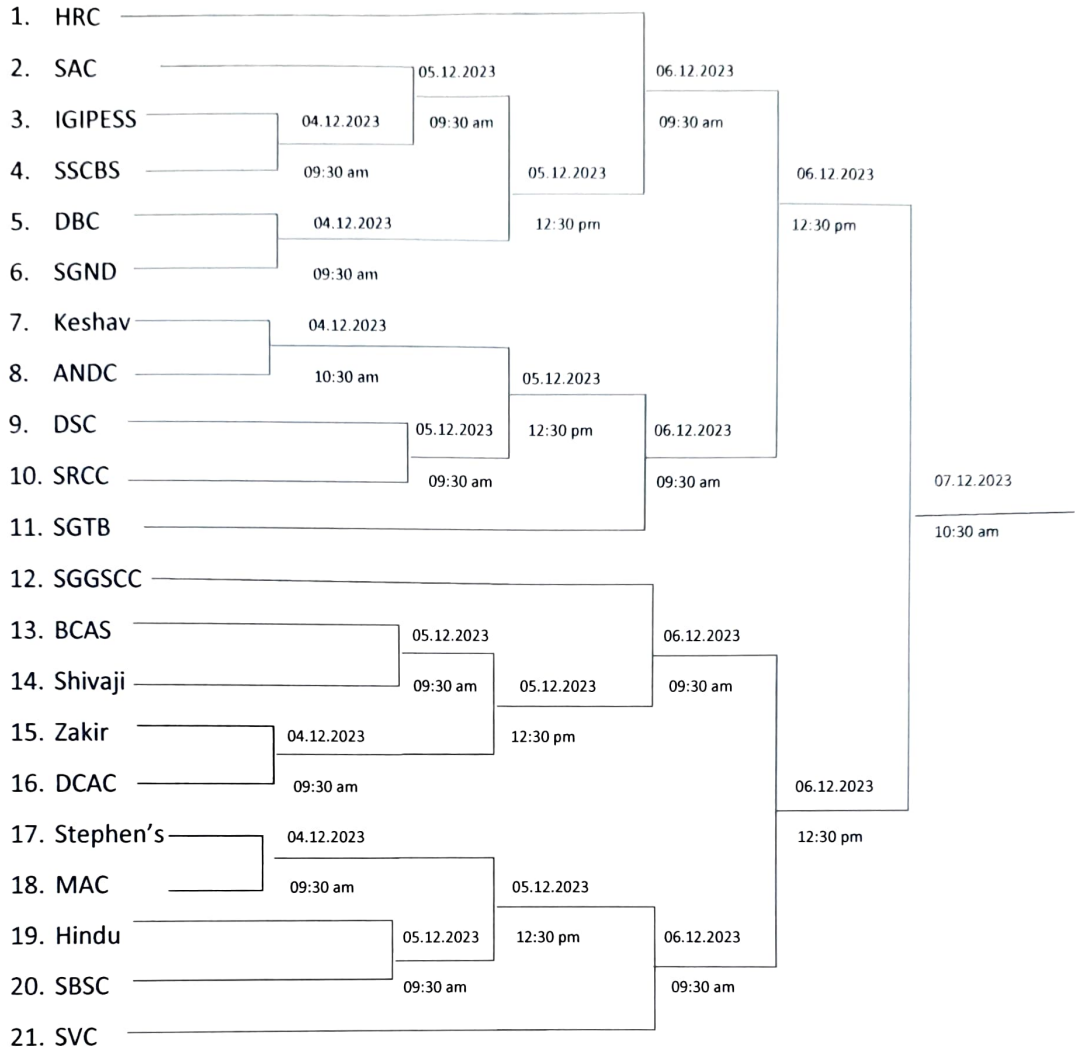 1. HRC
2. SAC 05.12.2023 06.12.2023
3. IGIPESS 04.12.2023 09:30 am 09:30 am
4. SSCBS 09:30 am 05.12.2023 06.12.2023
5. DBC 04.12.2023 12:30 pm 12:30 pm
6. SGND 09:30 am
7. Keshav 04.12.2023
8. ANDC 10:30 am 05.12.2023
9. DSC 05.12.2023 12:30 pm 06.12.2023
10. SRCC 09:30 am 09:30 am 07.12.2023
11. SGTB 10:30 am
12. SGGSCC
13. BCAS 05.12.2023 06.12.2023
14. Shivaji 09:30 am 05.12.2023 09:30 am
15. Zakir 04.12.2023 12:30 pm
16. DCAC 09:30 am 06.12.2023
17. Stephen's 04.12.2023 12:30 pm
18. MAC 09:30 am 05.12.2023
19. Hindu 05.12.2023 12:30 pm 06.12.2023
20. SBSC 09:30 am 09:30 am
21. SVC